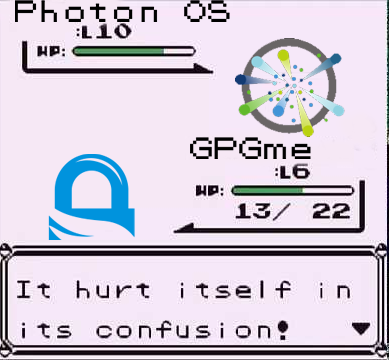 Photon OS
:L10
HP:
GPGme
:L6
HP:
13/ 22
It hurt itself in
its confusion!